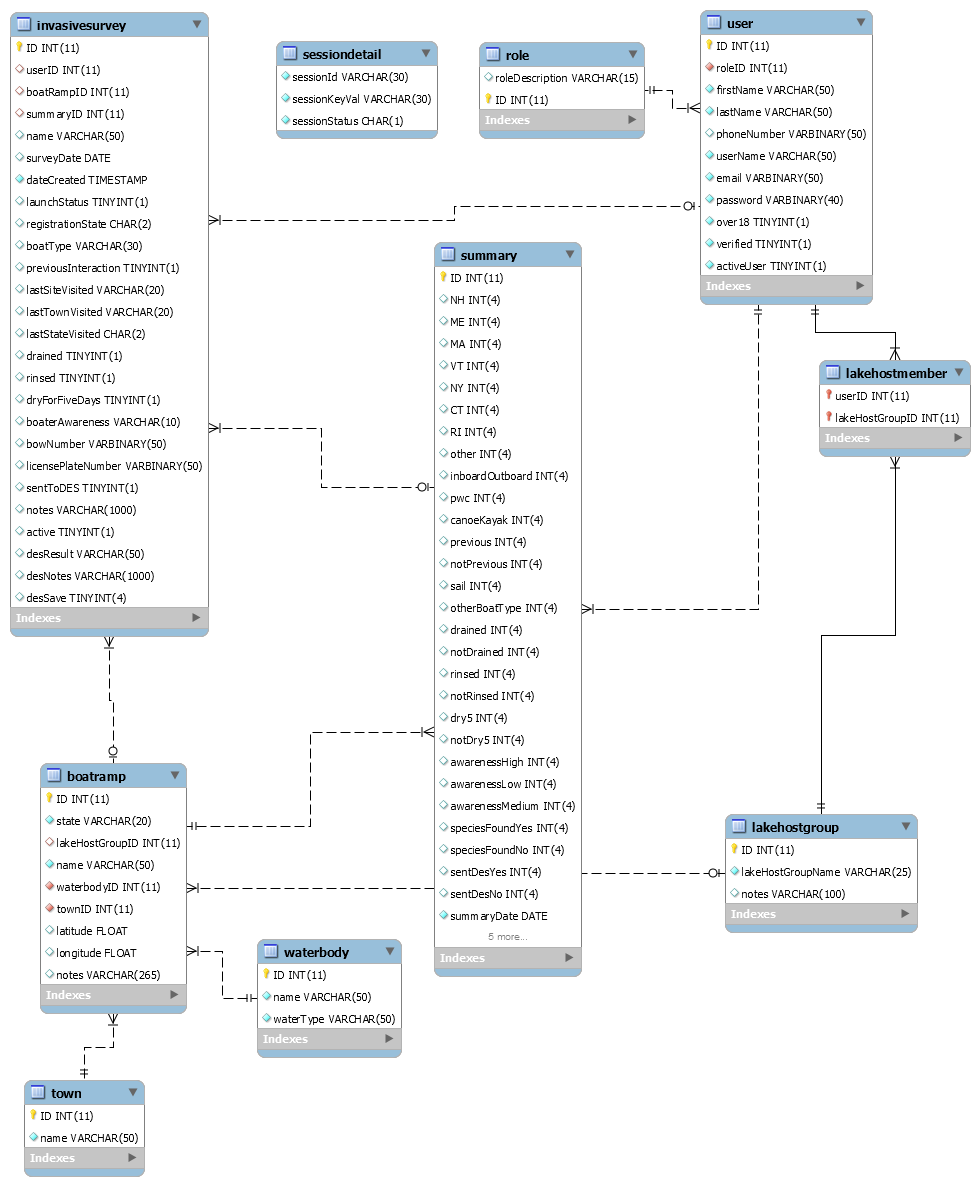 invasivesurvey
ID INT(11)
userID INT(11)
boatRampID INT(11)
summaryID INT(11)
name VARCHAR(50)
surveyDate DATE
dateCreated TIMESTAMP
launchStatus TINYINT(1)
registrationState CHAR(2)
boatType VARCHAR(30)
previousInteraction TINYINT(1)
lastSiteVisited VARCHAR(20)
lastTownVisited VARCHAR(20)
lastStateVisited CHAR(2)
drained TINYINT(1)
rinsed TINYINT(1)
dryForFiveDays TINYINT(1)
boaterAwareness VARCHAR(10)
bowNumber VARBINARY(50)
licensePlateNumber VARBINARY(50)
sentToDES TINYINT(1)
notes VARCHAR(1000)
active TINYINT(1)
desResult VARCHAR(50)
desNotes VARCHAR(1000)
desSave TINYINT(4)
Indexes
sessiondetail
sessionId VARCHAR(30)
sessionKeyVal VARCHAR(30)
sessionStatus CHAR(1)
role
roleDescription VARCHAR(15)
ID INT(11)
Indexes
user
ID INT(11)
roleID INT(11)
firstName VARCHAR(50)
lastName VARCHAR(50)
phoneNumber VARBINARY(50)
userName VARCHAR(50)
email VARBINARY(50)
password VARBINARY(40)
over18 TINYINT(1)
verified TINYINT(1)
activeUser TINYINT(1)
Indexes
summary
ID INT(11)
NH INT(4)
ME INT(4)
MA INT(4)
VT INT(4)
NY INT(4)
CT INT(4)
RI INT(4)
other INT(4)
inboardOutboard INT(4)
pwc INT(4)
canoeKayak INT(4)
previous INT(4)
notPrevious INT(4)
sail INT(4)
otherBoatType INT(4)
drained INT(4)
notDrained INT(4)
rinsed INT(4)
notRinsed INT(4)
dry5 INT(4)
notDry5 INT(4)
awarenessHigh INT(4)
awarenessLow INT(4)
awarenessMedium INT(4)
speciesFoundYes INT(4)
speciesFoundNo INT(4)
sentDesYes INT(4)
sentDesNo INT(4)
summaryDate DATE
5 more...
Indexes
lakehostmember
userID INT(11)
lakeHostGroupID INT(11)
Indexes
boatramp
ID INT(11)
state VARCHAR(20)
lakeHostGroupID INT(11)
name VARCHAR(50)
waterbodyID INT(11)
townID INT(11)
latitude FLOAT
longitude FLOAT
notes VARCHAR(265)
Indexes
lakehostgroup
ID INT(11)
lakeHostGroupName VARCHAR(25)
notes VARCHAR(100)
Indexes
waterbody
ID INT(11)
name VARCHAR(50)
waterType VARCHAR(50)
Indexes
town
ID INT(11)
name VARCHAR(50)
Indexes